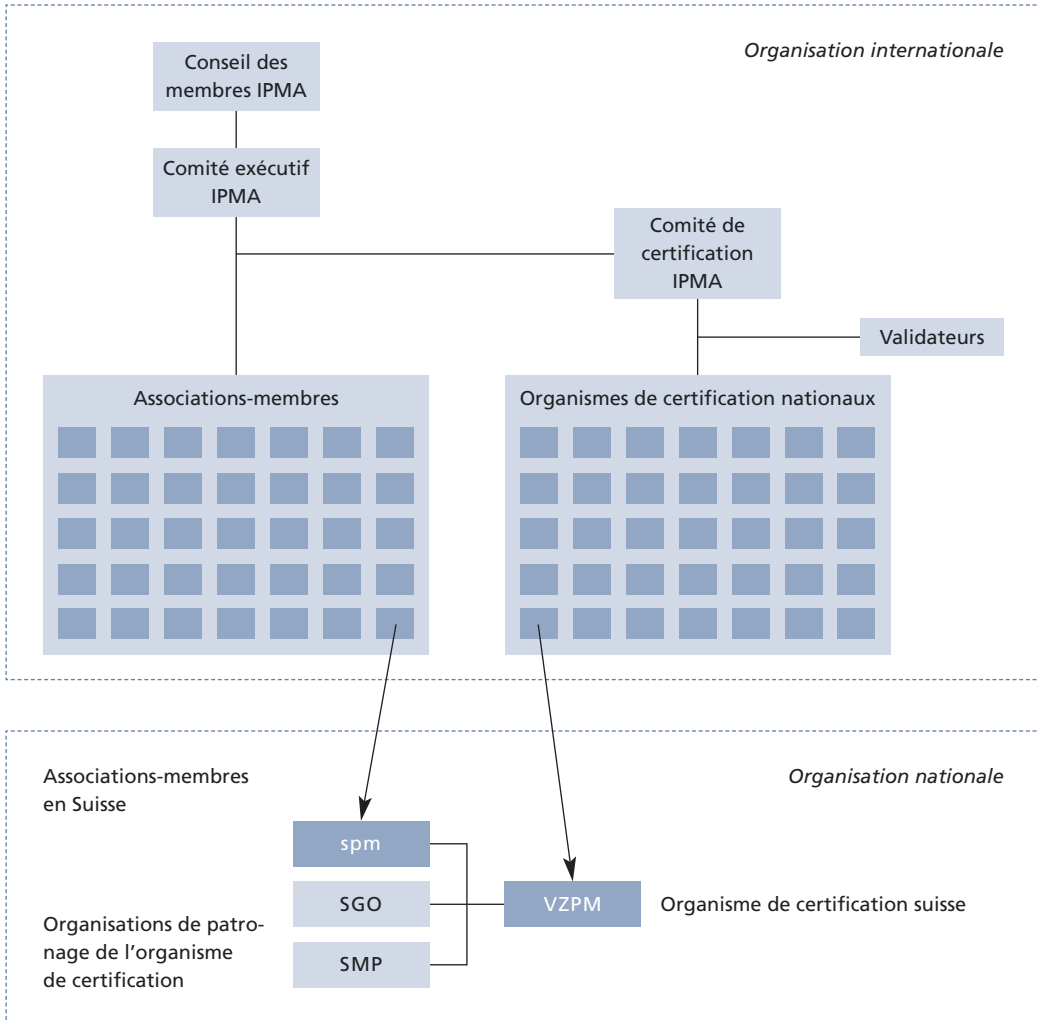 Organisation internationale
Conseil des
membres IPMA
Comité exécutif
IPMA
Comité de
certification
IPMA
Validateurs
Associations-membres
Organismes de certification nationaux
Associations-membres
en Suisse
Organisation nationale
spm
SGO
VZPM
Organisme de certification suisse
Organisations de patro-
nage de l’organisme
de certification
SMP